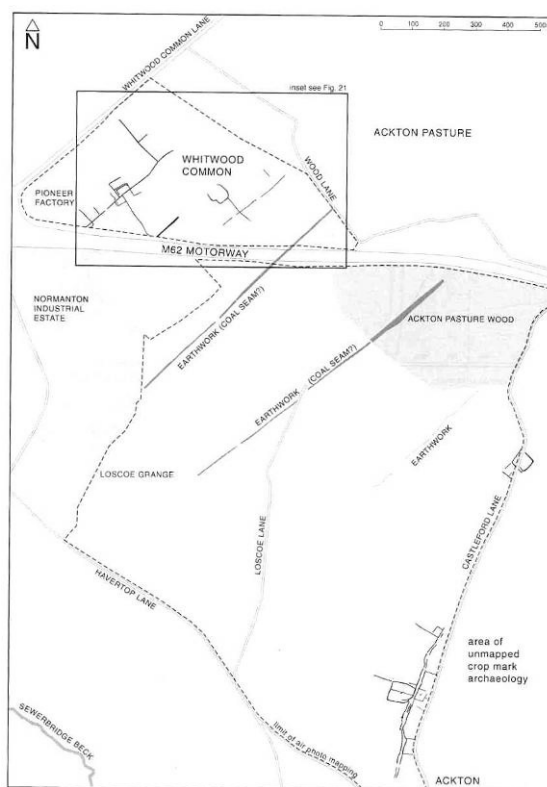 N
0 100 200 300 400 500
WHITWOOD COMMON LANE
inset see Fig. 21
ACKTON PASTURE
WHITWOOD
COMMON
WOOD LANE
PIONEER
FACTORY
M62 MOTORWAY
NORMANTON
INDUSTRIAL
ESTATE
EARTHWORK (COAL SEAM?)
ACKTON PASTURE WOOD
EARTHWORK (COAL SEAM?)
EARTHWORK
LOSCOE GRANGE
CASTLEFORD LANE
LOSCOE LANE
HAVERTOP LANE
area of
unmapped
crop mark
archaeology
SEWERBRIDGE BECK
limit of air photo mapping
ACKTON